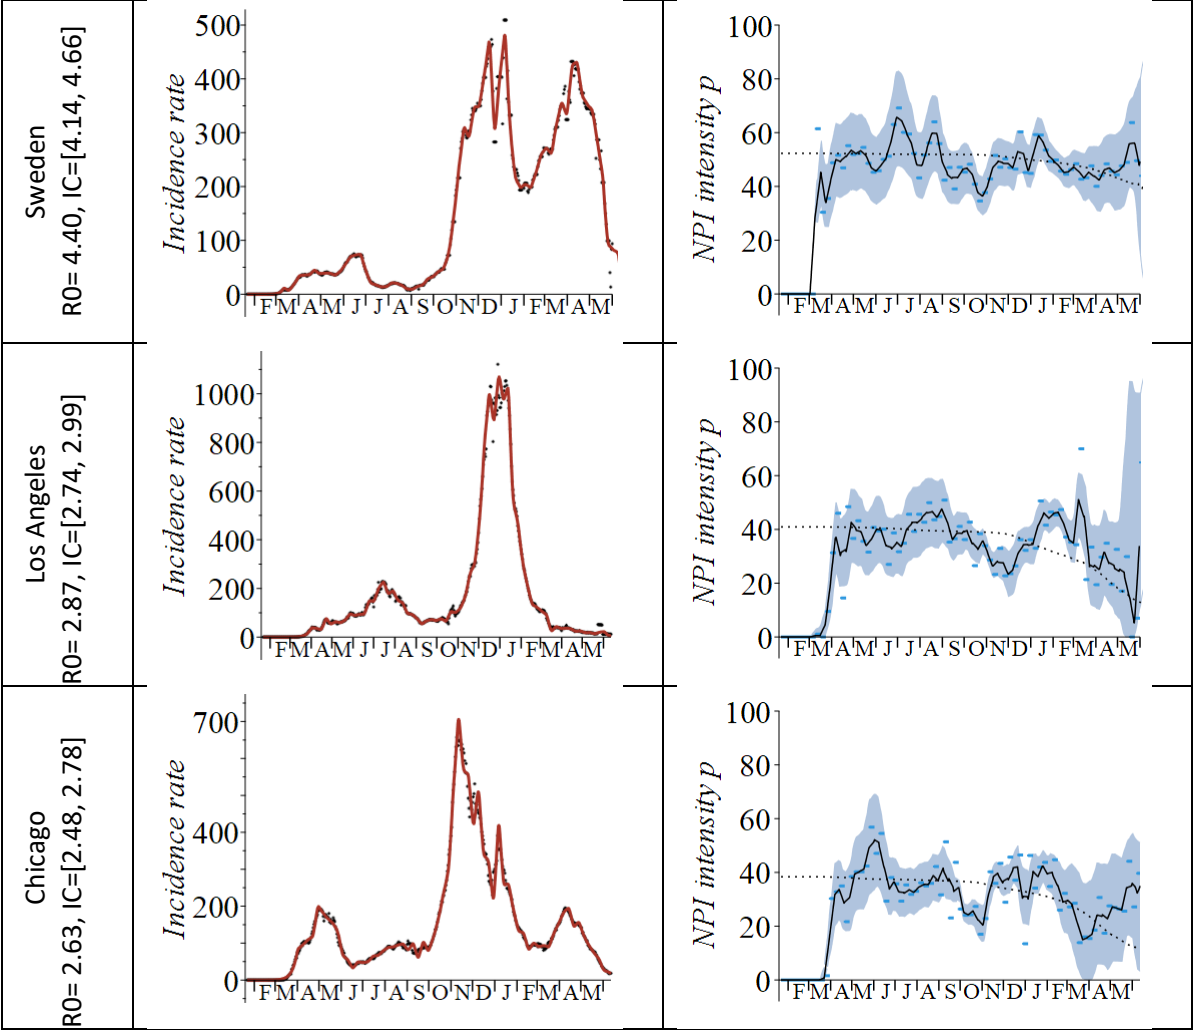 Sweden
R0= 4.40, IC=[4.14, 4.66]
Incidence rate
500
400
300
200
100
0
F M A M J J A S O N D J F M A M
NPI intensity p
100
80
60
40
20
0
F M A M J J A S O N D J F M A M
Los Angeles
R0= 2.87, IC=[2.74, 2.99]
Incidence rate
1000
800
600
400
200
0
F M A M J J A S O N D J F M A M
NPI intensity p
100
80
60
40
20
0
F M A M J J A S O N D J F M A M
Chicago
R0= 2.63, IC=[2.48, 2.78]
Incidence rate
700
400
200
0
F M A M J J A S O N D J F M A M
NPI intensity p
100
80
60
40
20
0
F M A M J J A S O N D J F M A M